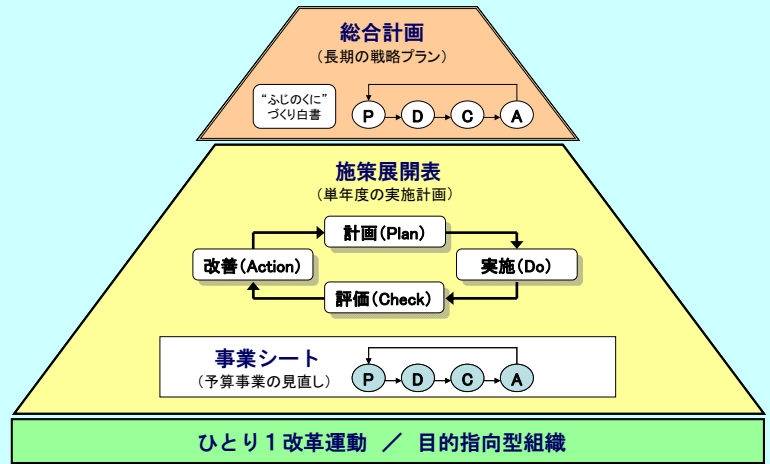 総合計画
（長期の戦略プラン）
“ふじのくに”
づくり白書
P D C A
施策展開表
（単年度の実施計画）
計画（Plan）
改善（Action）
実施（Do）
評価（Check）
事業シート
（予算事業の見直し）
P D C A
ひとり１改革運動 ／ 目的指向型組織